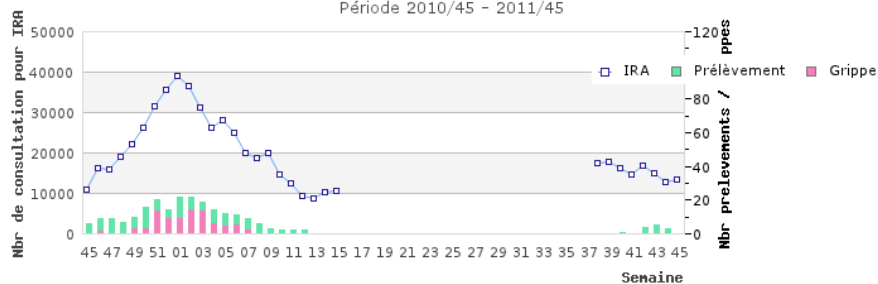 Période 2010/45 - 2011/45
Nbr de consultation pour IRA
50000
40000
30000
20000
10000
0
120
80
60
40
20
0
Nbr prelevements / ppes
IRA Prélèvement Grippe
45 47 49 51 01 03 05 07 09 11 13 15 17 19 21 23 25 27 29 31 33 35 37 39 41 43 45
Semaine